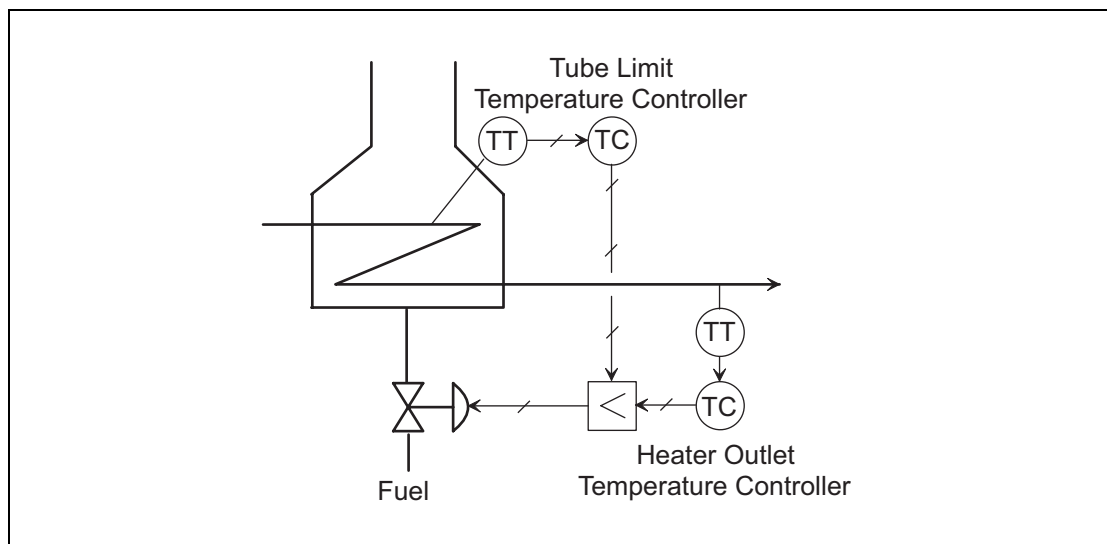 Tube Limit
Temperature Controller
TT
TC
TT
<
TC
Heater Outlet
Temperature Controller
Fuel